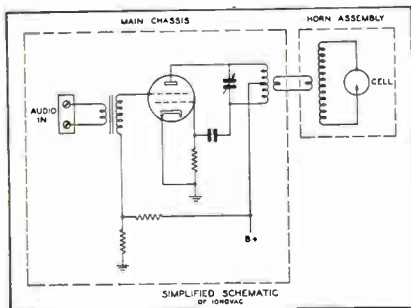 MAIN CHASSIS
HORN ASSEMBLY
AUDIO
IN
CELL
B+
SIMPLIFIED SCHEMATIC
OF IONOVAC